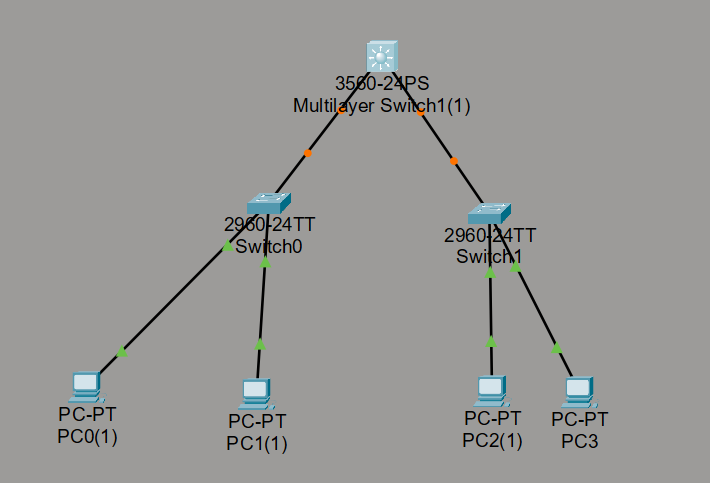 3560-24PS
Multilayer Switch1(1)
2960-24TT
Switch0
2960-24TT
Switch1
PC-PT
PC0(1)
PC-PT
PC1(1)
PC-PT
PC2(1)
PC-PT
PC3